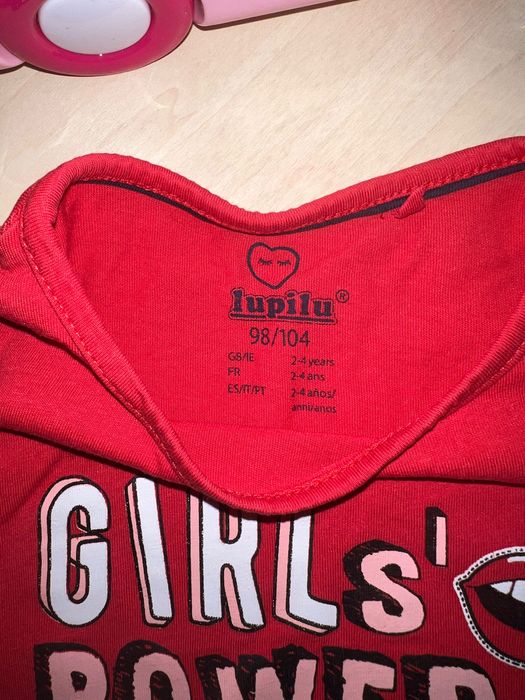 lupilu®
98/104
GB/IE 2-4 years
FR 2-4 ans
ES/IT/PT 2-4 años/
anni/anos
GIRLs'
POWER